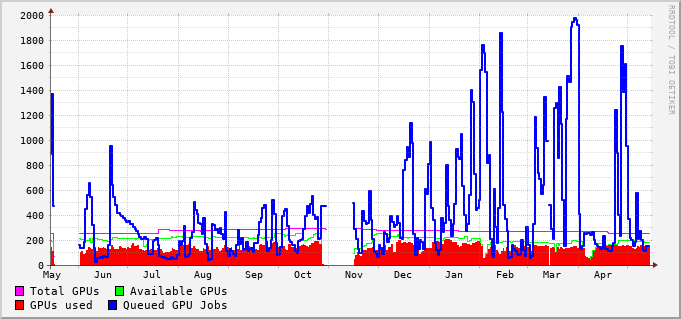 2000
1800
1600
1400
1200
1000
800
600
400
200
0
May Jun Jul Aug Sep Oct Nov Dec Jan Feb Mar Apr
Total GPUs Available GPUs
GPUs used Queued GPU Jobs
RRDTOOL / TOBI OETIKER